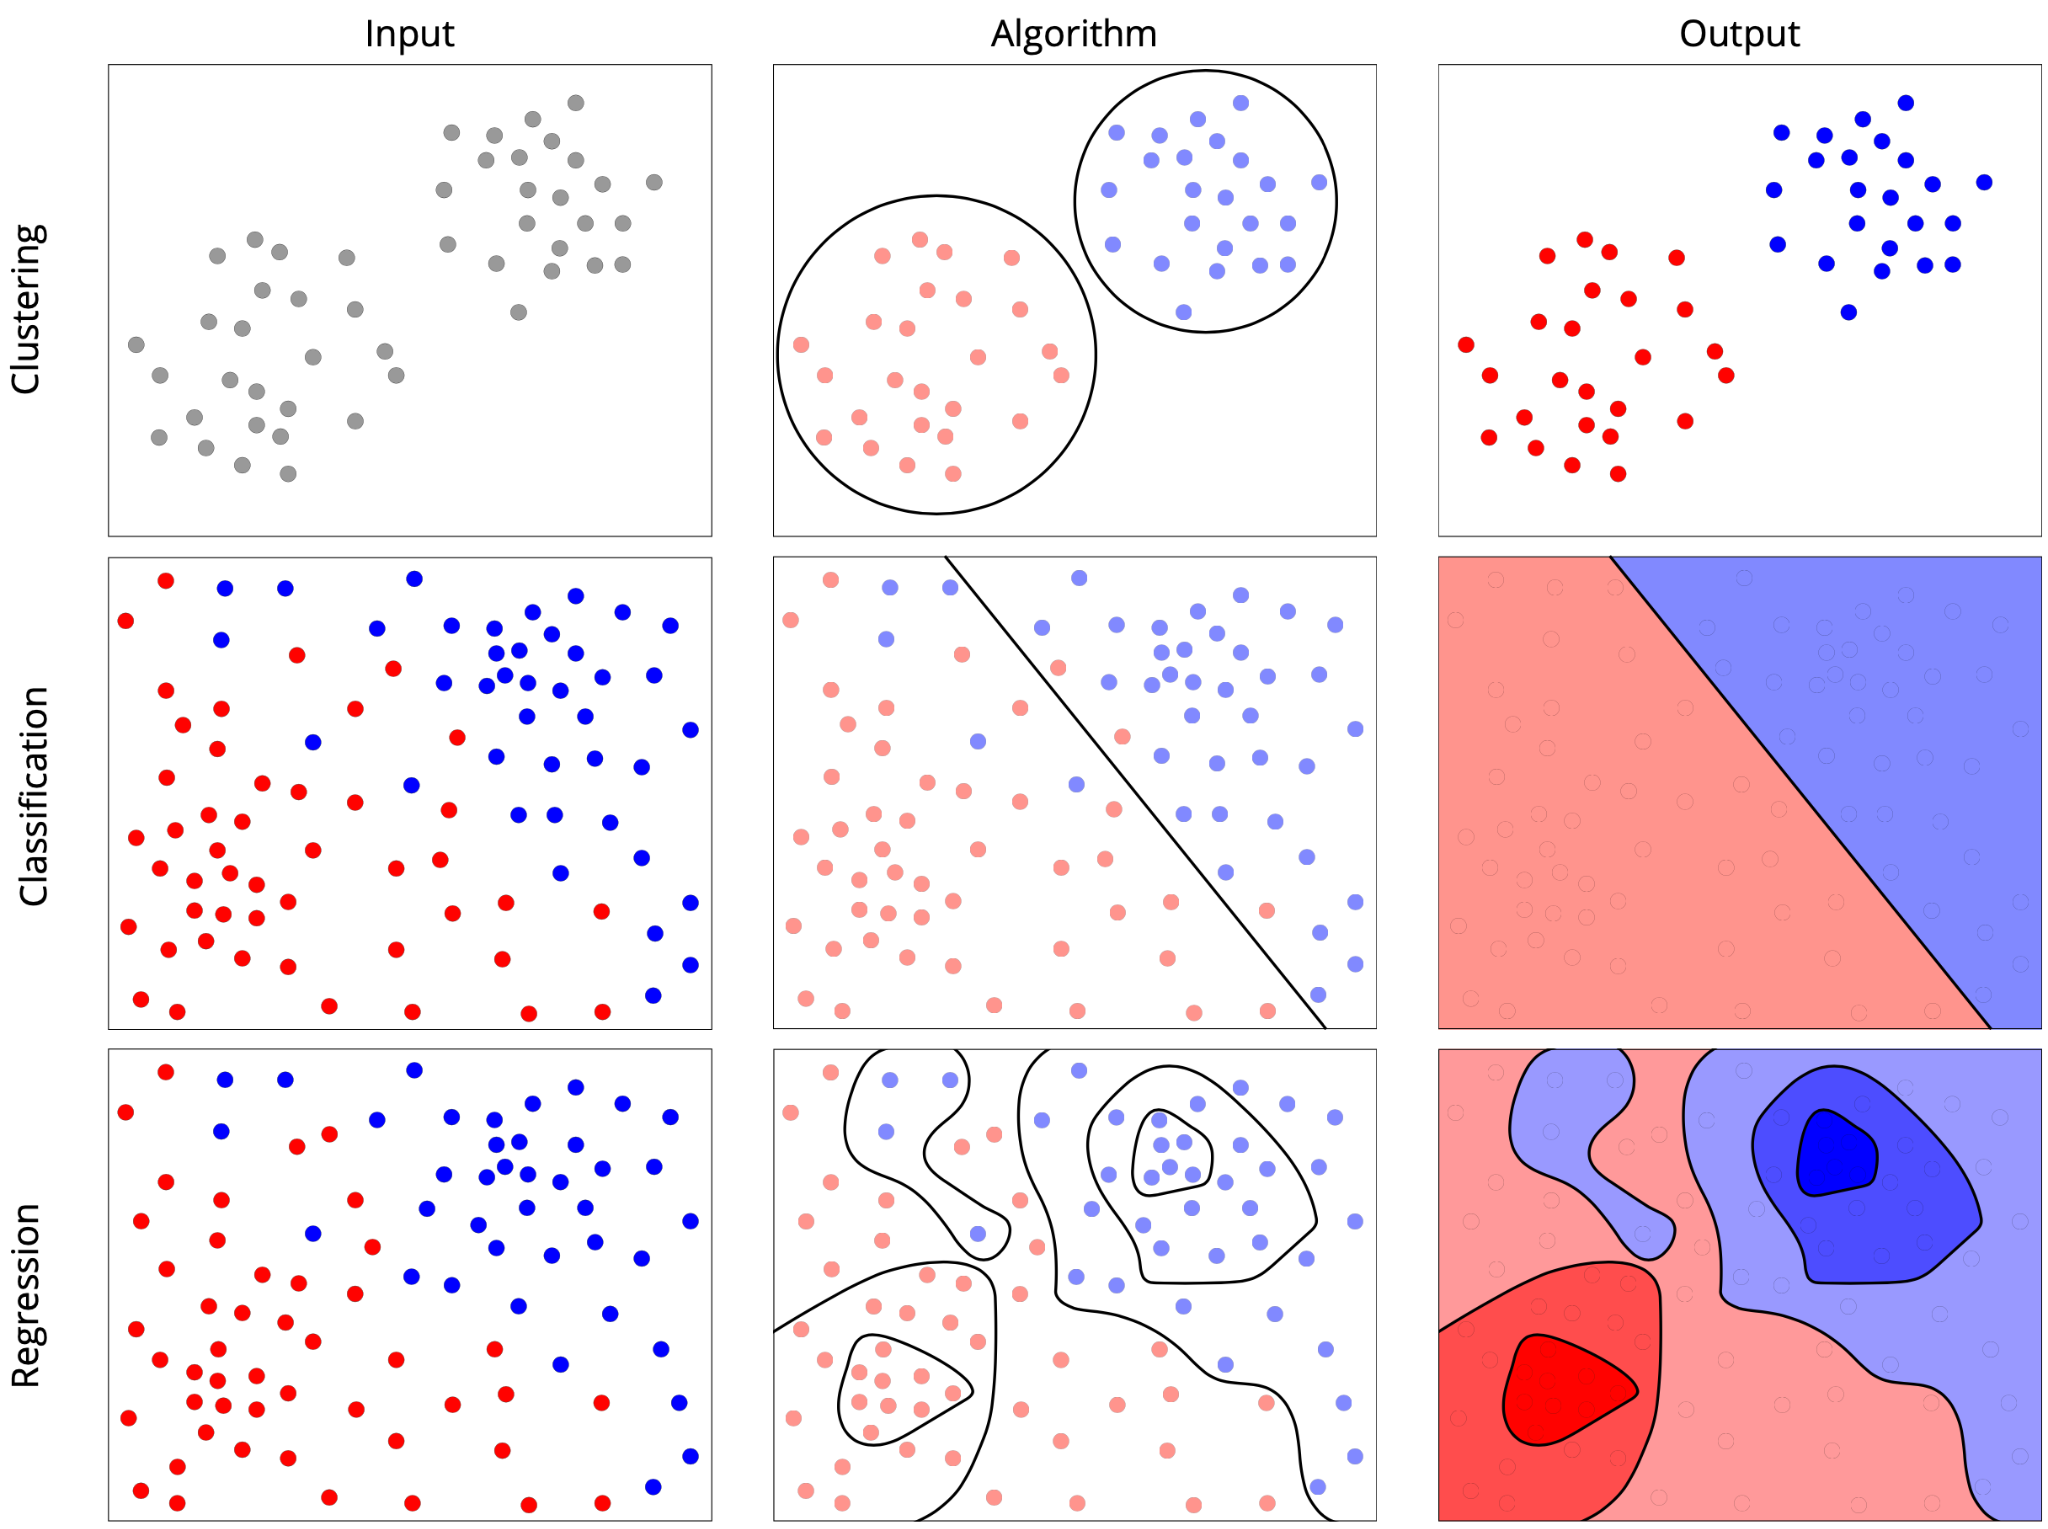 Input
Algorithm
Output
Clustering
Classification
Regression